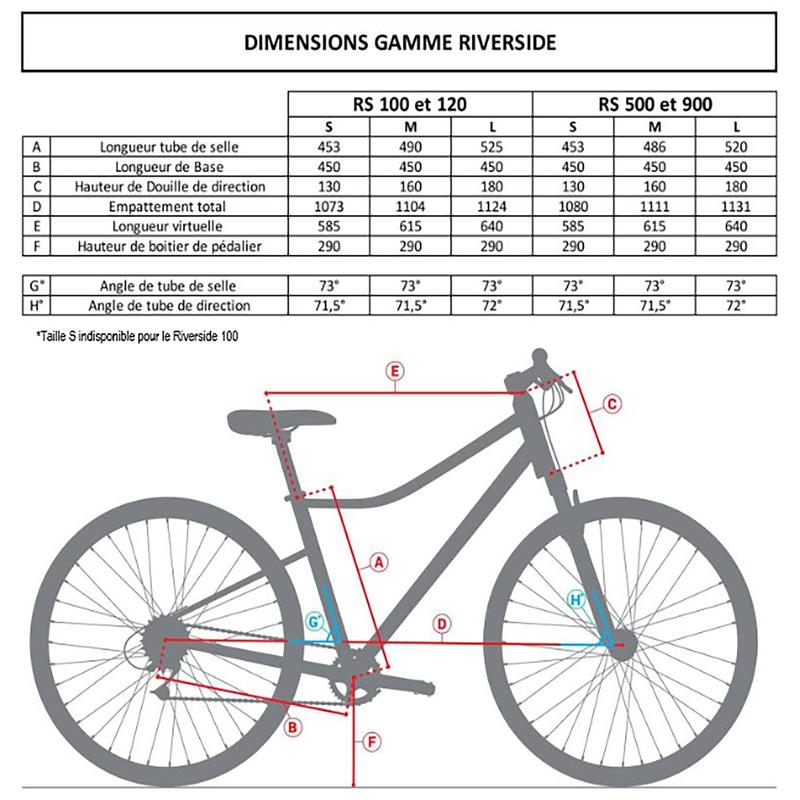 DIMENSIONS GAMME RIVERSIDE
RS 100 et 120 RS 500 et 900
S M L S M L
A Longueur tube de selle 453 490 525 453 486 520
B Longueur de Base 450 450 450 450 450 450
C Hauteur de Douille de direction 130 160 180 130 160 180
D Empattement total 1073 1104 1124 1080 1111 1131
E Longueur virtuelle 585 615 640 585 615 640
F Hauteur de boitier de pédalier 290 290 290 290 290 290
G° Angle de tube de selle 73° 73° 73° 73° 73° 73°
H° Angle de tube de direction 71,5° 71,5° 72° 71,5° 71,5° 72°
*Taille S indisponible pour le Riverside 100
E
C
A
H°
G°
D
B
F